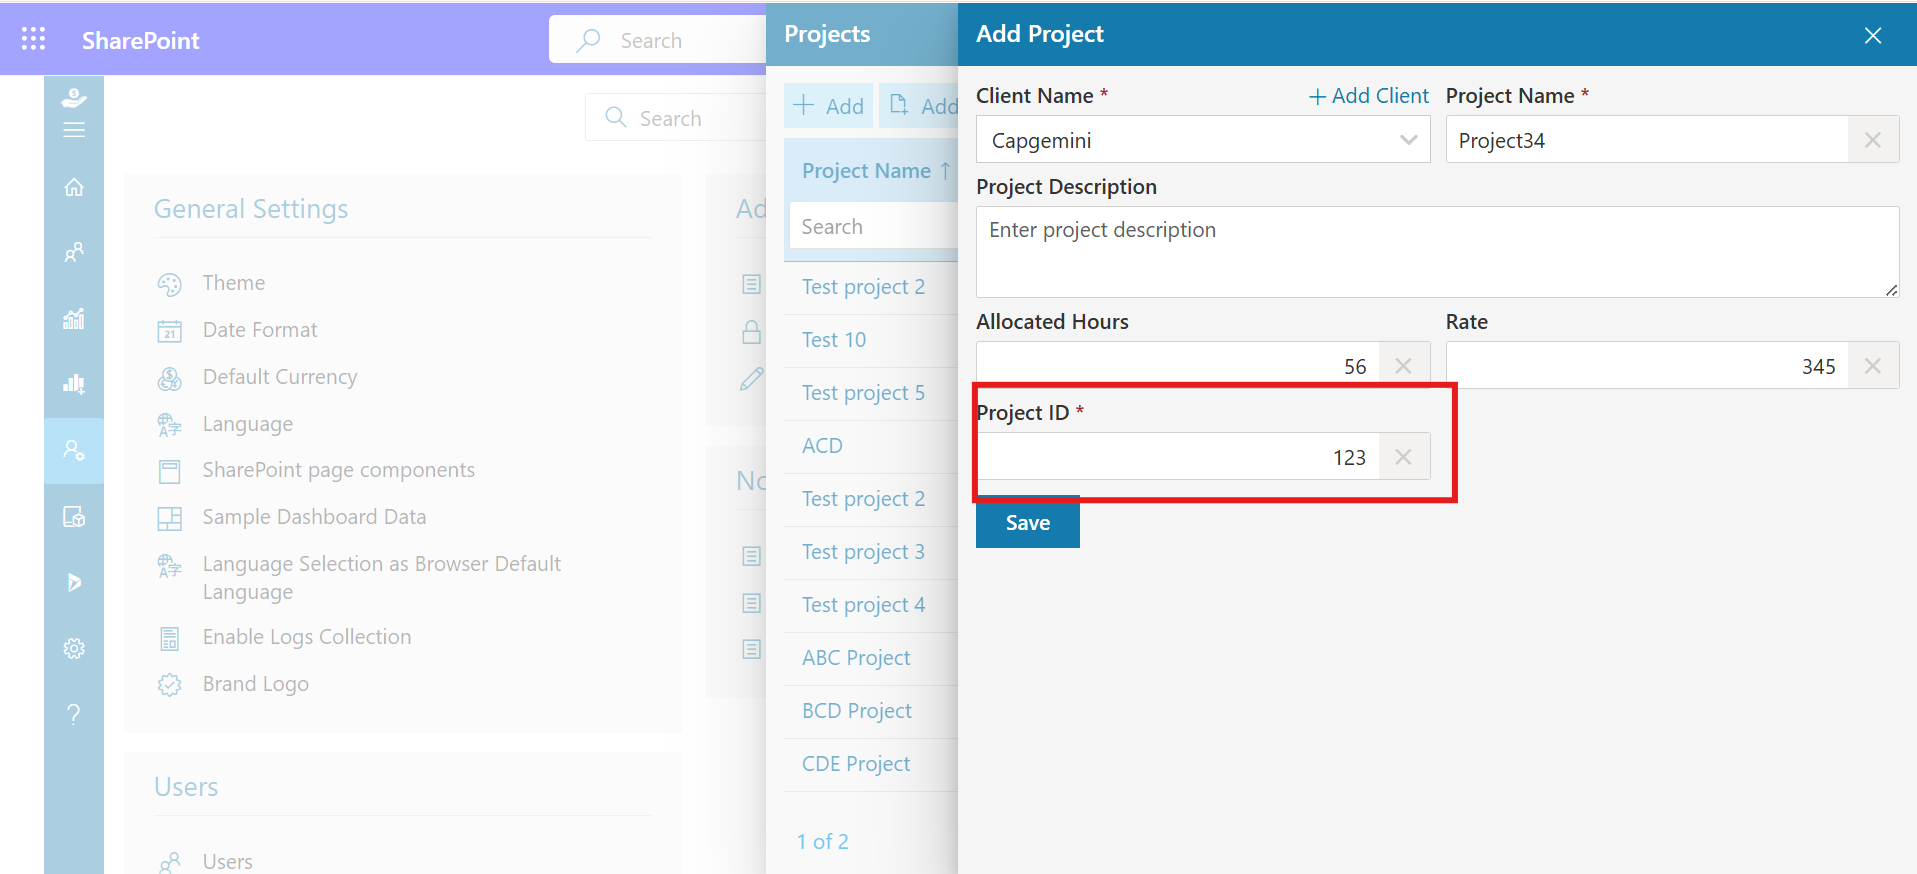 SharePoint
Search
Search
General Settings
Theme
21
Date Format
Default Currency
Language
SharePoint page components
Sample Dashboard Data
Language Selection as Browser Default
Language
Enable Logs Collection
Brand Logo
Users
Users
Ad
No
Projects
Add
Add
Project Name ↑
Search
Test project 2
Test 10
Test project 5
ACD
Test project 2
Test project 3
Test project 4
ABC Project
BCD Project
CDE Project
1 of 2
Add Project
Client Name *
+ Add Client
Project Name *
Capgemini
Project34
Project Description
Enter project description
Allocated Hours
Rate
56
345
Project ID *
123
Save